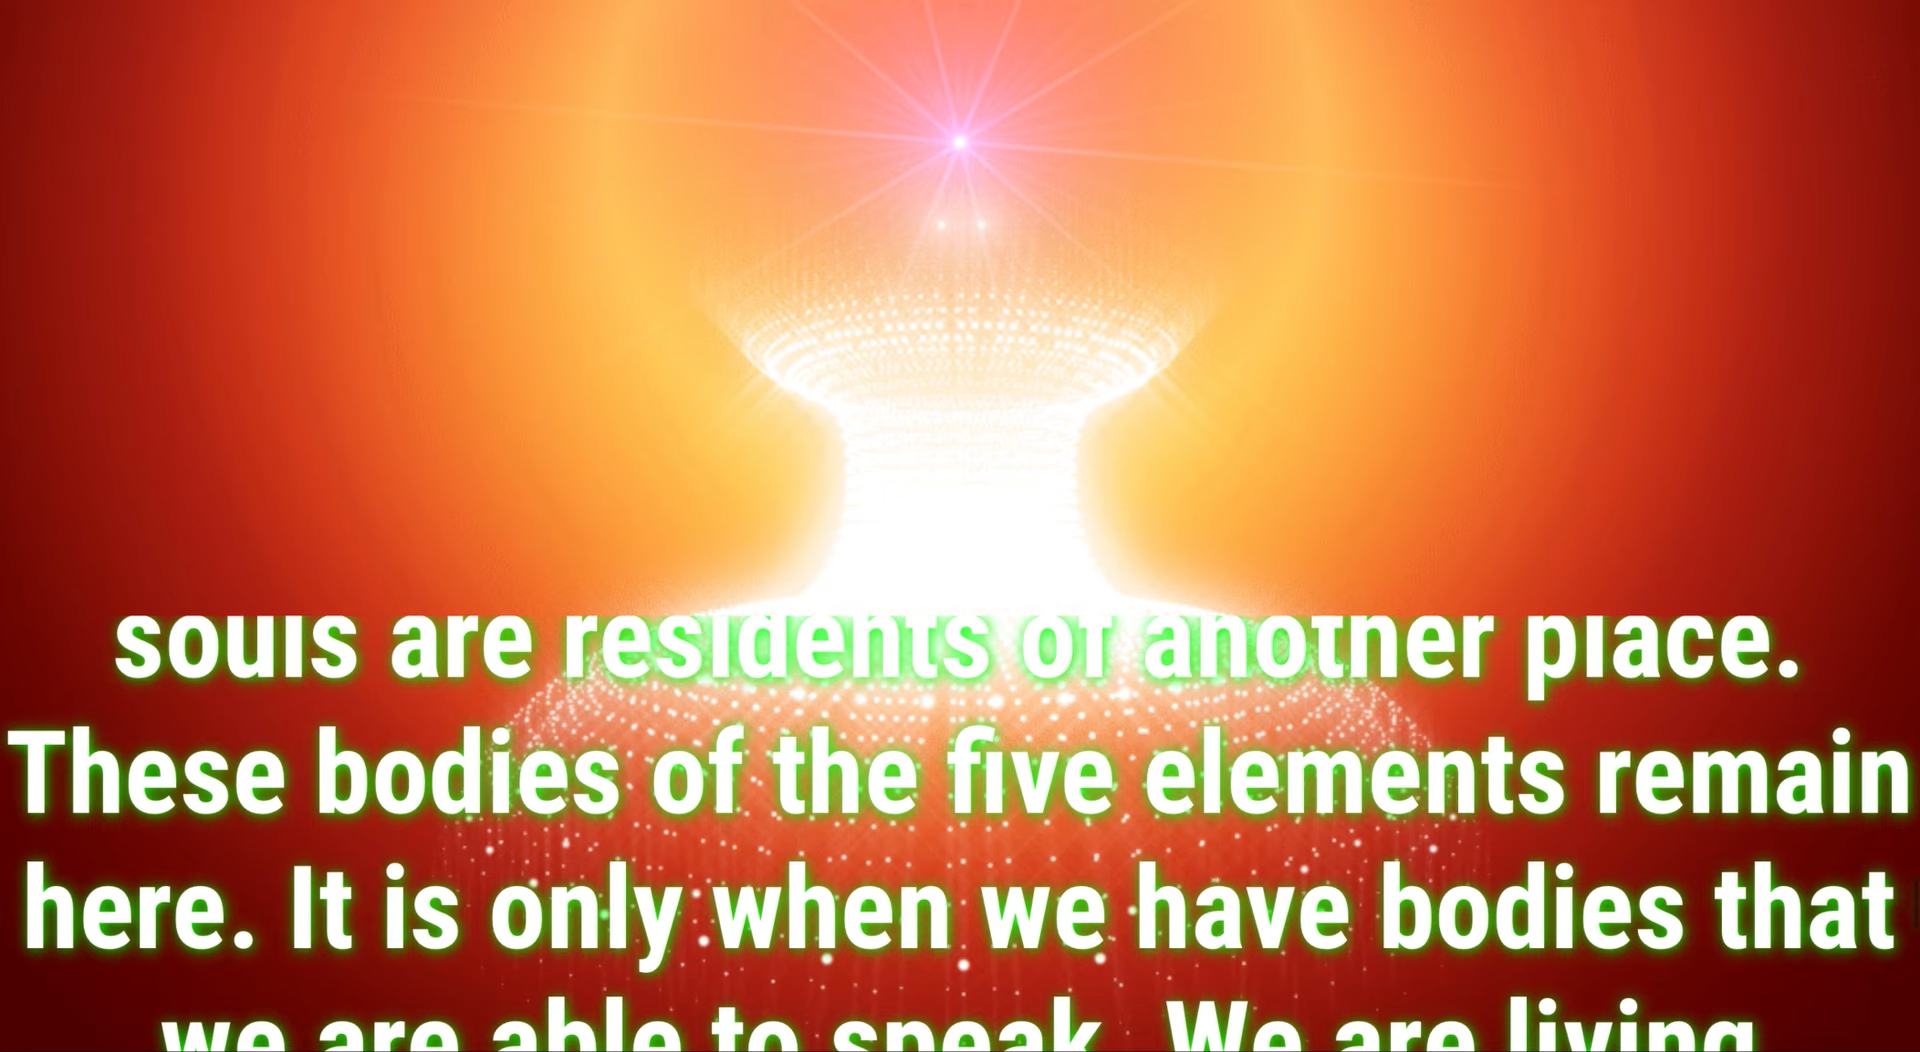 souls are residents of another place.
These bodies of the five elements remain
here. It is only when we have bodies that
we are able to speak. We are living